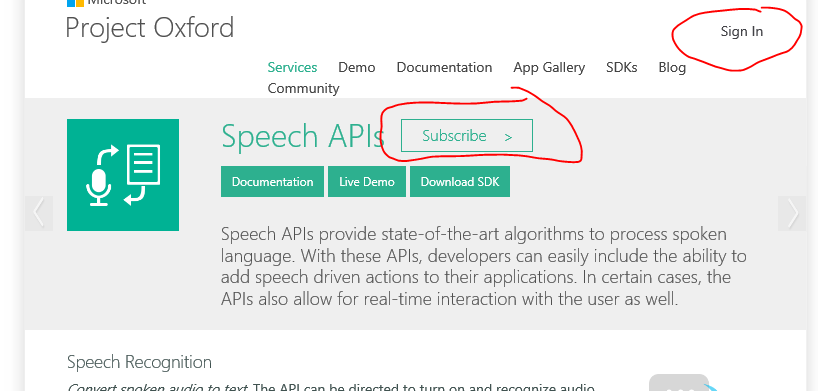 Microsoft
Project Oxford
Sign In
Services Demo Documentation App Gallery SDKs Blog
Community
Speech APIs Subscribe >
Documentation Live Demo Download SDK
Speech APIs provide state-of-the-art algorithms to process spoken
language. With these APIs, developers can easily include the ability to
add speech driven actions to their applications. In certain cases, the
APIs also allow for real-time interaction with the user as well.
Speech Recognition
Convert spoken audio to text. The API can be directed to turn on and recognize audio